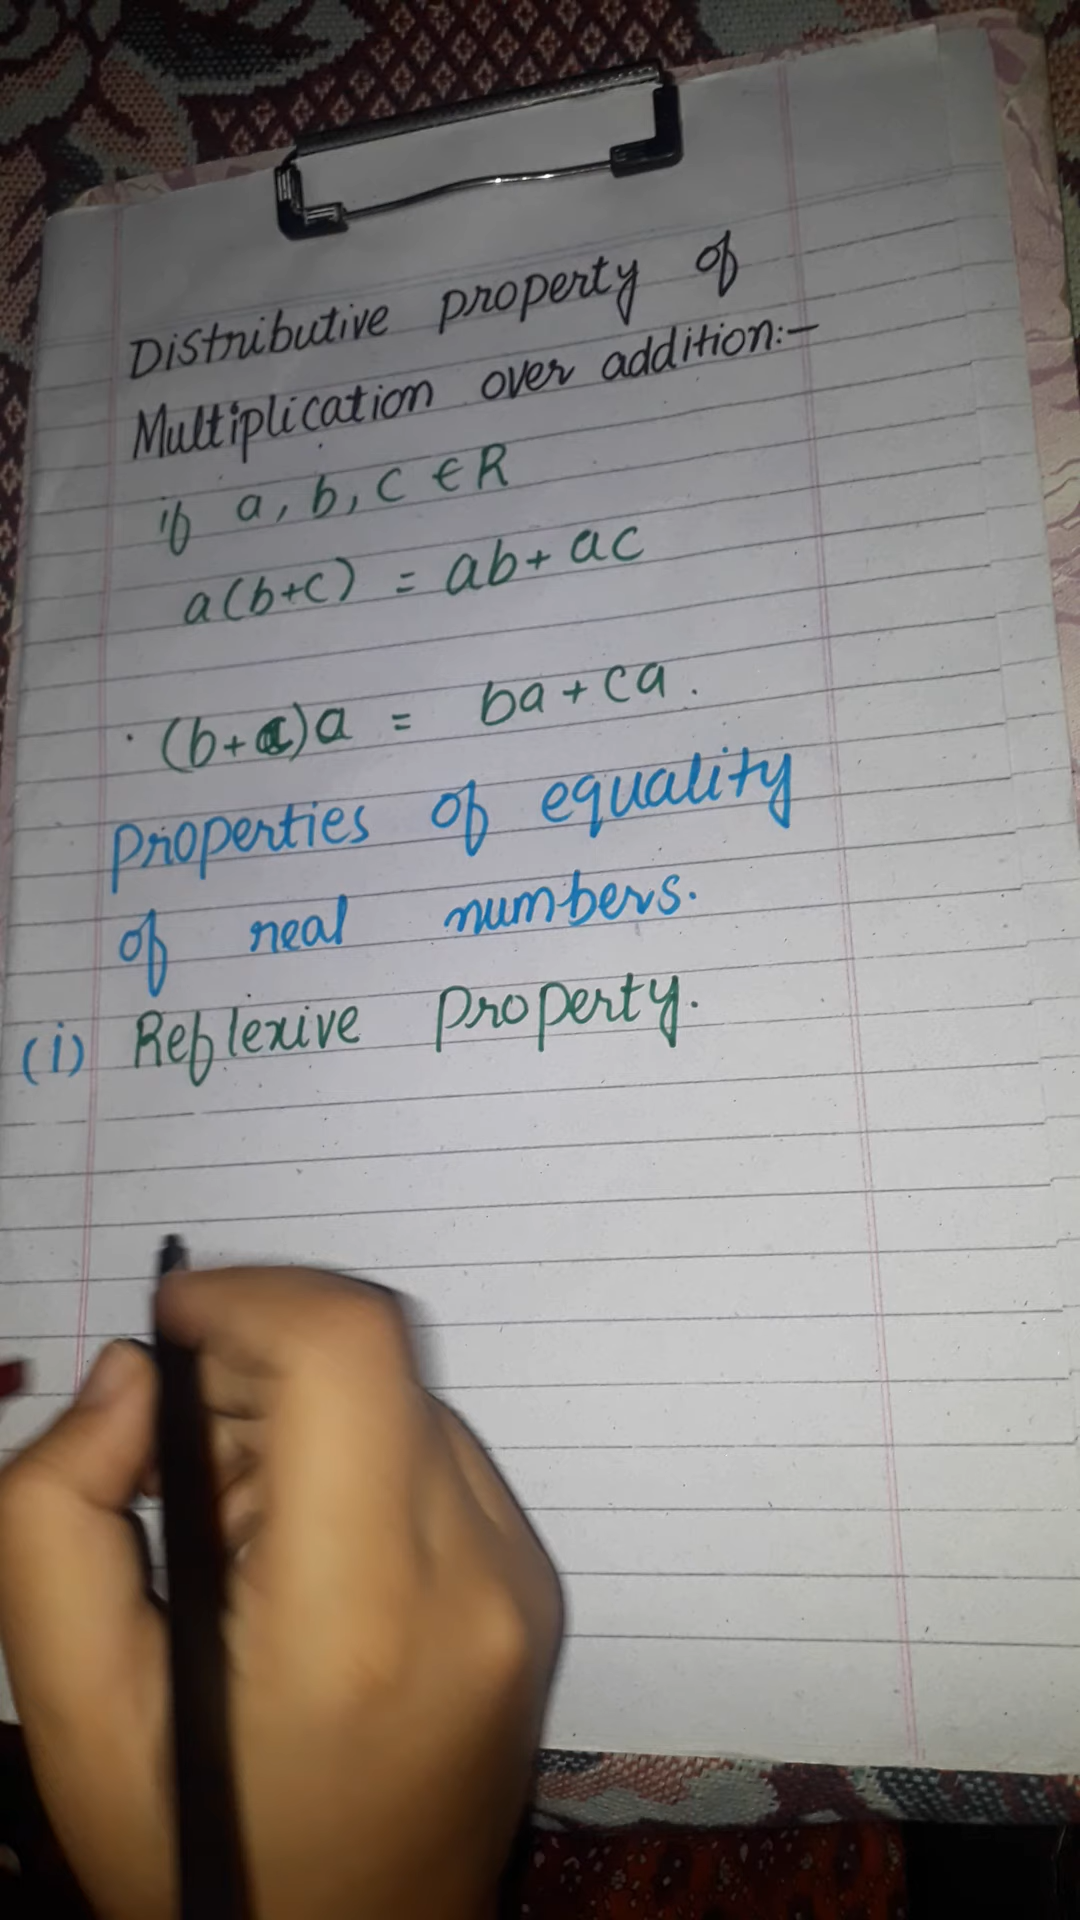 Distributive property of
Multiplication over addition:-
if a, b, c ∈ R
a(b+c) = ab + ac
(b+c)a = ba + ca.
Properties of equality
of real numbers.
(i) Reflexive Property.